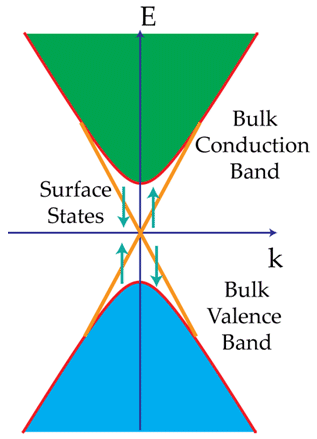 E
Bulk
Conduction
Band
Surface
States
k
Bulk
Valence
Band